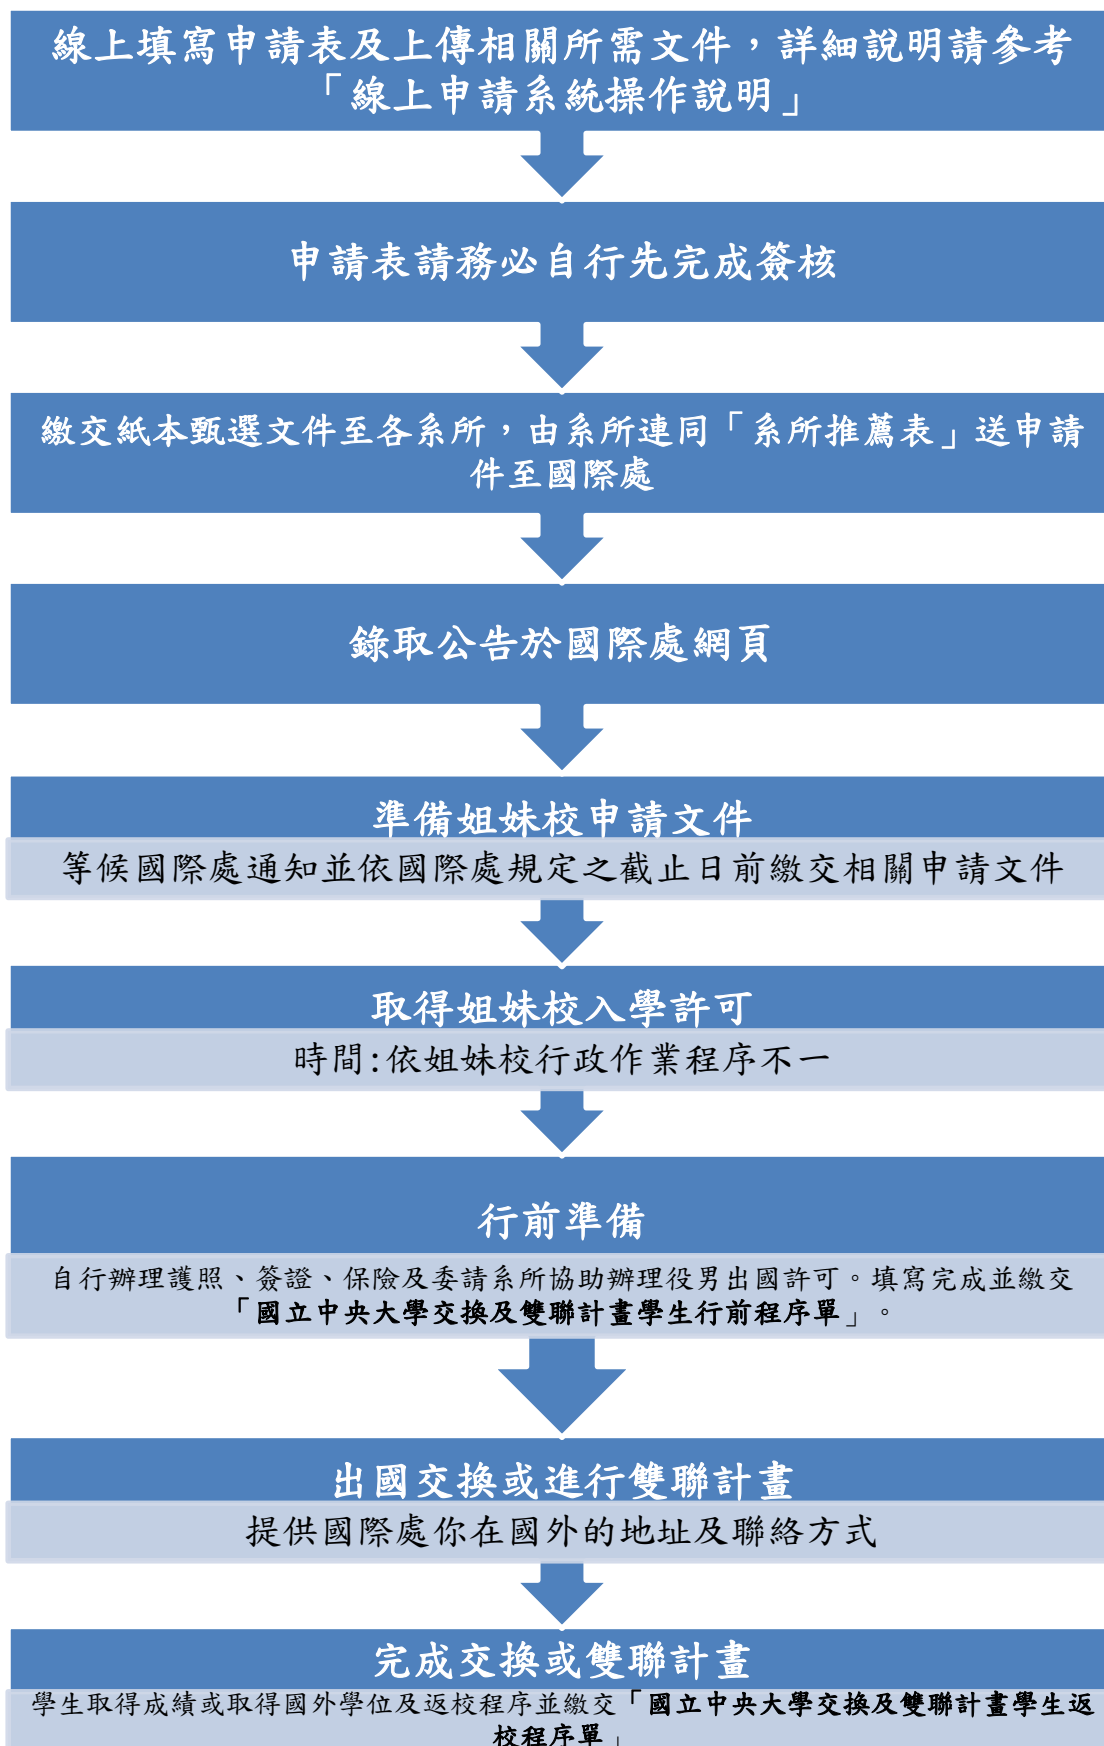 線上填寫申請表及上傳相關所需文件，詳細說明請參考
「線上申請系統操作說明」
申請表請務必自行先完成簽核
繳交紙本甄選文件至各系所，由系所連同「系所推薦表」送申請
件至國際處
錄取公告於國際處網頁
準備姐妹校申請文件
等候國際處通知並依國際處規定之截止日前繳交相關申請文件
取得姐妹校入學許可
時間:依姐妹校行政作業程序不一
行前準備
自行辦理護照、簽證、保險及委請系所協助辦理役男出國許可。填寫完成並繳交
「國立中央大學交換及雙聯計畫學生行前程序單」。
出國交換或進行雙聯計畫
提供國際處你在國外的地址及聯絡方式
完成交換或雙聯計畫
學生取得成績或取得國外學位及返校程序並繳交「國立中央大學交換及雙聯計畫學生返
校程序單」